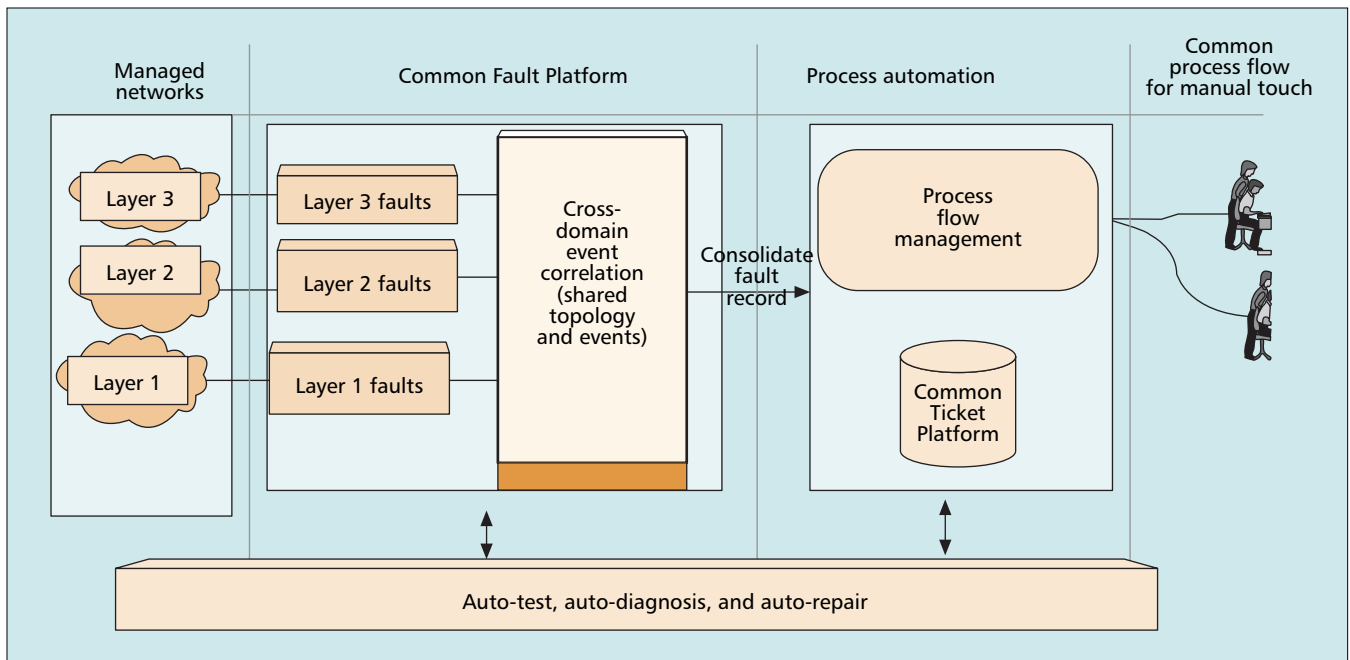 Managed
networks
Common Fault Platform
Process automation
Common
process flow
for manual touch
Layer 3
Layer 2
Layer 1
Layer 3 faults
Layer 2 faults
Layer 1 faults
Cross-
domain
event
correlation
(shared
topology
and events)
Consolidate
fault
record
Process
flow
management
Common
Ticket
Platform
Auto-test, auto-diagnosis, and auto-repair